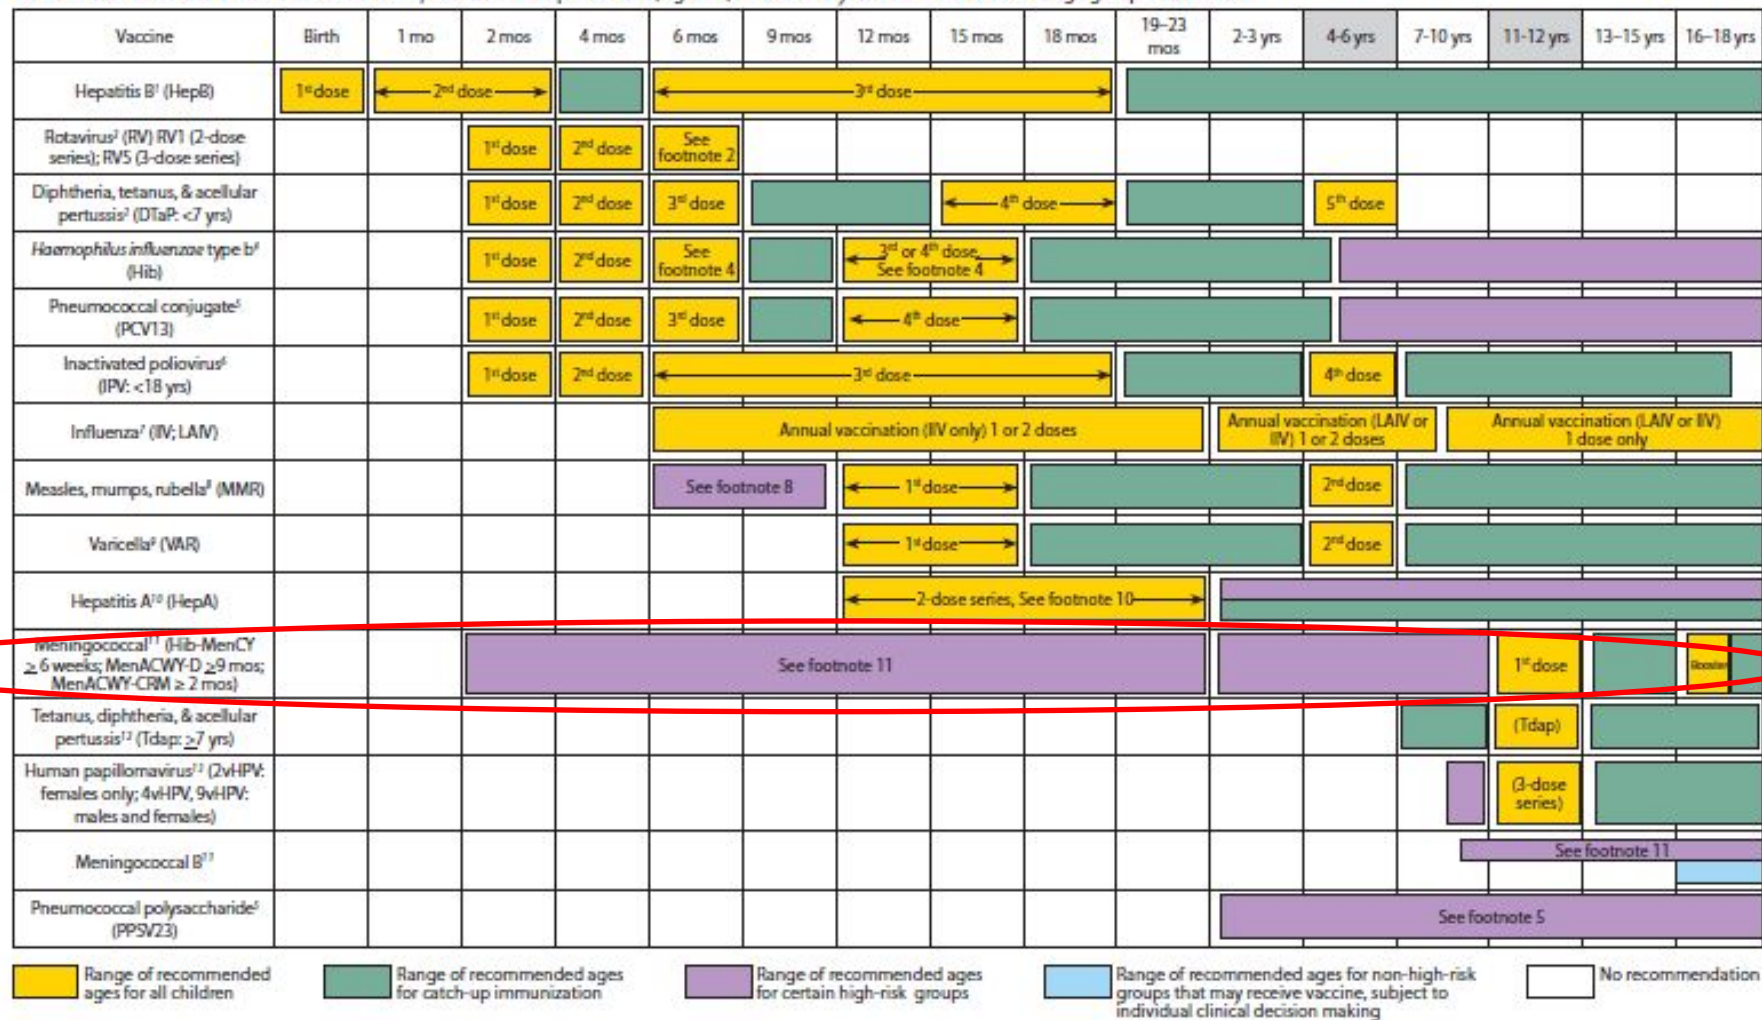 Vaccine Birth 1 mo 2 mos 4 mos 6 mos 9 mos 12 mos 15 mos 18 mos 19–23 mos 2-3 yrs 4-6 yrs 7-10 yrs 11-12 yrs 13–15 yrs 16–18 yrs
Hepatitis B¹ (HepB)
1st dose
2nd dose
3rd dose
Rotavirus² (RV) RV1 (2-dose
series); RV5 (3-dose series)
1st dose
2nd dose
See
footnote 2
Diphtheria, tetanus, & acellular
pertussis³ (DTaP: <7 yrs)
1st dose
2nd dose
3rd dose
4th dose
5th dose
Haemophilus influenzae type b⁴
(Hib)
1st dose
2nd dose
See
footnote 4
3rd or 4th dose,
See footnote 4
Pneumococcal conjugate⁵
(PCV13)
1st dose
2nd dose
3rd dose
4th dose
Inactivated poliovirus⁶
(IPV: <18 yrs)
1st dose
2nd dose
3rd dose
4th dose
Influenza⁷ (IIV; LAIV)
Annual vaccination (IIV only) 1 or 2 doses
Annual vaccination (LAIV or
IIV) 1 or 2 doses
Annual vaccination (LAIV or IIV)
1 dose only
Measles, mumps, rubella⁸ (MMR)
See footnote 8
1st dose
2nd dose
Varicella⁹ (VAR)
1st dose
2nd dose
Hepatitis A¹⁰ (HepA)
2-dose series, See footnote 10
Meningococcal¹¹ (Hib-MenCY
≥ 6 weeks; MenACWY-D ≥9 mos;
MenACWY-CRM ≥ 2 mos)
See footnote 11
1st dose
Booster
Tetanus, diphtheria, & acellular
pertussis¹² (Tdap: ≥7 yrs)
(Tdap)
Human papillomavirus¹³ (2vHPV:
females only; 4vHPV, 9vHPV:
males and females)
(3-dose
series)
Meningococcal B¹¹
See footnote 11
Pneumococcal polysaccharide⁵
(PPSV23)
See footnote 5
Range of recommended
ages for all children
Range of recommended ages
for catch-up immunization
Range of recommended ages
for certain high-risk groups
Range of recommended ages for non-high-risk
groups that may receive vaccine, subject to
individual clinical decision making
No recommendation